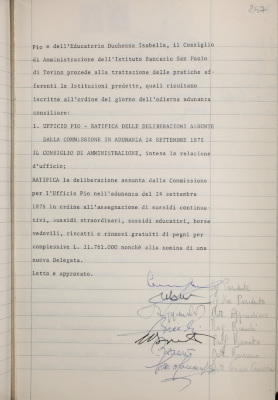 257
Pio e dell'Educatorio Duchessa Isabella, il Consiglio
di Amministrazione dell'Istituto Bancario San Paolo
di Torino procede alla trattazione delle pratiche af-
ferenti le Istituzioni predette, quali risultano
iscritte all'ordine del giorno dell'odierna adunanza
consiliare:
1. UFFICIO PIO - RATIFICA DELLE DELIBERAZIONI ASSUNTE
DALLA COMMISSIONE IN ADUNANZA 24 SETTEMBRE 1975
IL CONSIGLIO DI AMMINISTRAZIONE, intesa la relazione
d'ufficio;
RATIFICA le deliberazioni assunte dalla Commissione
per l'Ufficio Pio nell'adunanza del 24 settembre
1975 in ordine all'assegnazione di sussidi continua-
tivi, sussidi straordinari, sussidi educativi, borse
vedovili, riscatti e rinnovi gratuiti di pegni per
complessive L. 11.761.000 nonchè alla nomina di una
nuova Delegata.
Letto e approvato.